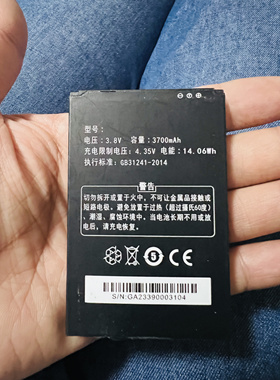 型号：
电压：3.8V 容量：3700mAh
充电限制电压：4.35V 电能：14.06Wh
执行标准：GB31241-2014
警告
请勿拆开或置于火中，不可让金属品接触或
短路电极，避免放置于过热（超过摄氏60度）
、潮湿、腐蚀环境中，当电池长期不用或放
电后，请充电恢复。
5
S/N:GA23390003104